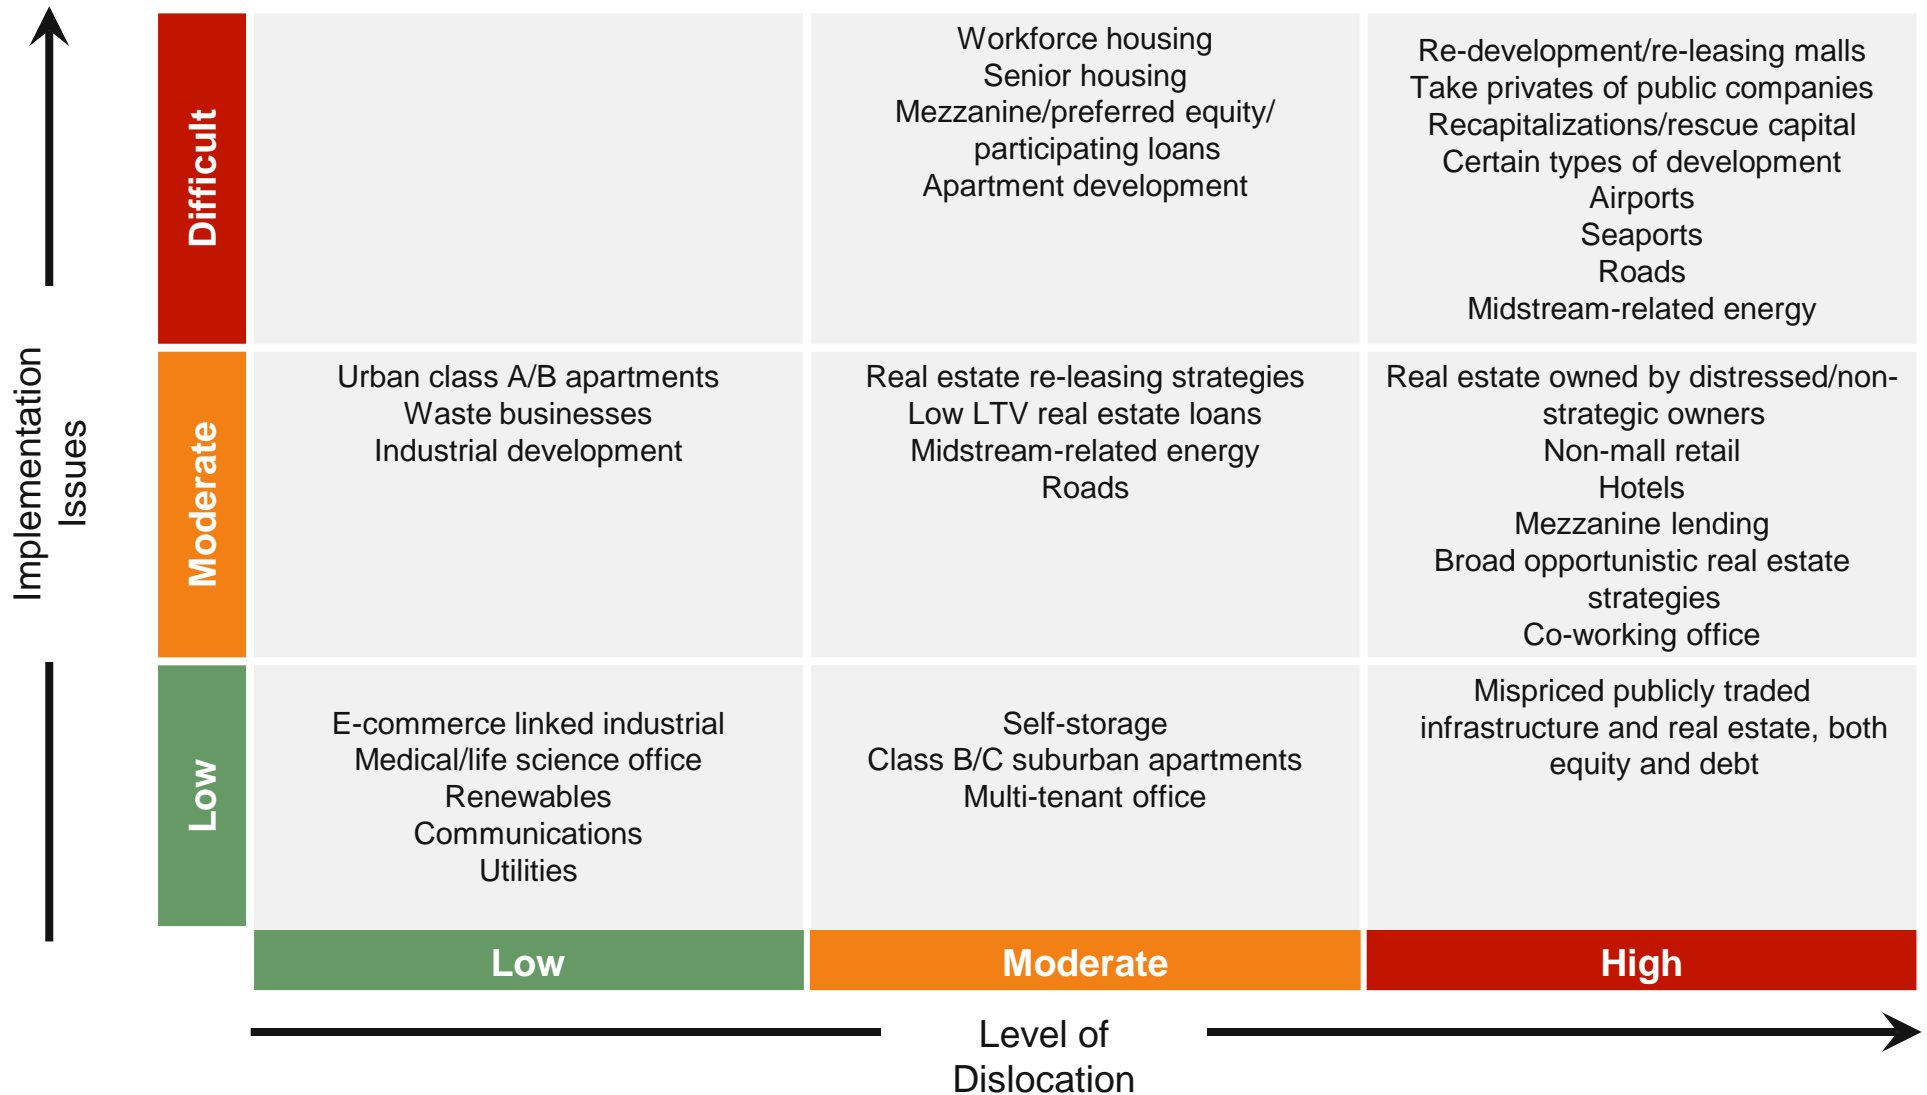 Implementation
Issues
Difficult
Workforce housing
Senior housing
Mezzanine/preferred equity/
participating loans
Apartment development
Re-development/re-leasing malls
Take privates of public companies
Recapitalizations/rescue capital
Certain types of development
Airports
Seaports
Roads
Midstream-related energy
Moderate
Urban class A/B apartments
Waste businesses
Industrial development
Real estate re-leasing strategies
Low LTV real estate loans
Midstream-related energy
Roads
Real estate owned by distressed/non-
strategic owners
Non-mall retail
Hotels
Mezzanine lending
Broad opportunistic real estate
strategies
Co-working office
Low
E-commerce linked industrial
Medical/life science office
Renewables
Communications
Utilities
Self-storage
Class B/C suburban apartments
Multi-tenant office
Mispriced publicly traded
infrastructure and real estate, both
equity and debt
Low
Moderate
High
Level of
Dislocation